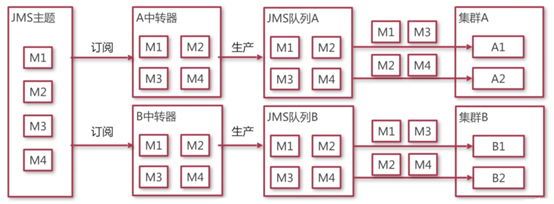 JMS主题
M1
M2
M3
M4
订阅
订阅
A中转器
M1 M2
M3 M4
生产
JMS队列A
M1 M2
M3 M4
M1 M3
M2 M4
集群A
A1
A2
B中转器
M1 M2
M3 M4
生产
JMS队列B
M1 M2
M3 M4
M1 M3
M2 M4
集群B
B1
B2